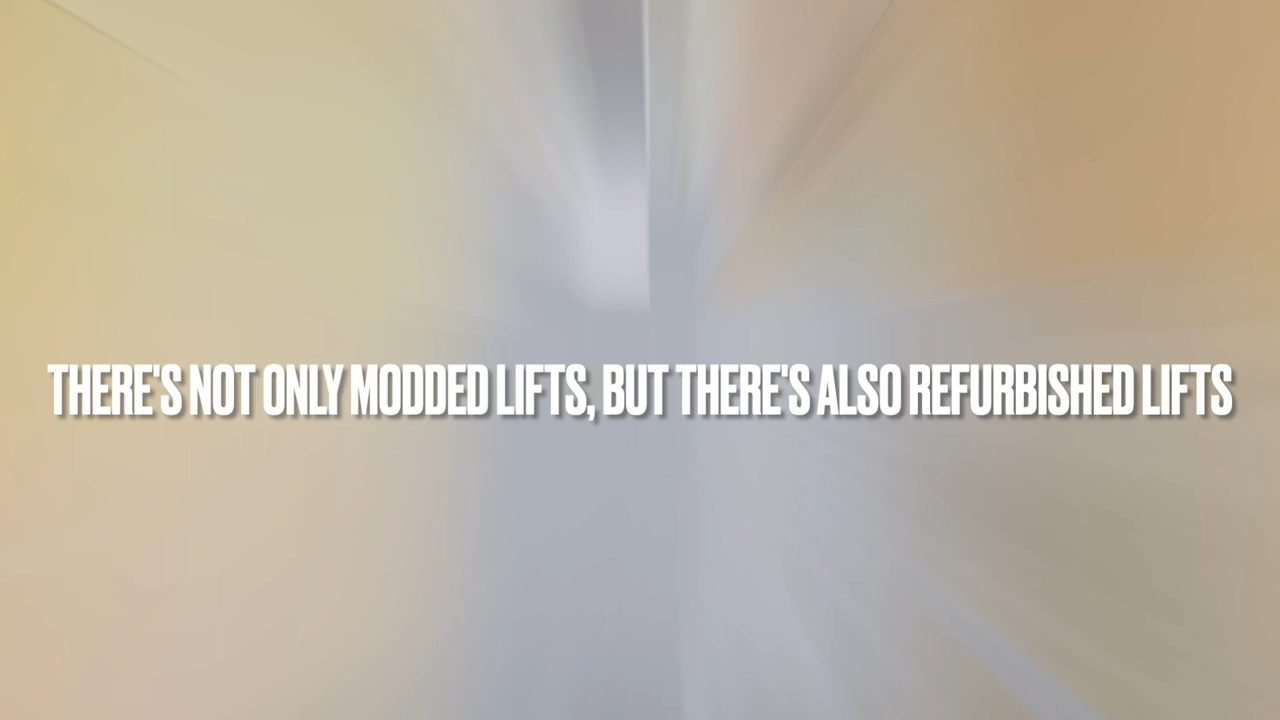 THERE'S NOT ONLY MODDED LIFTS, BUT THERE'S ALSO REFURBISHED LIFTS